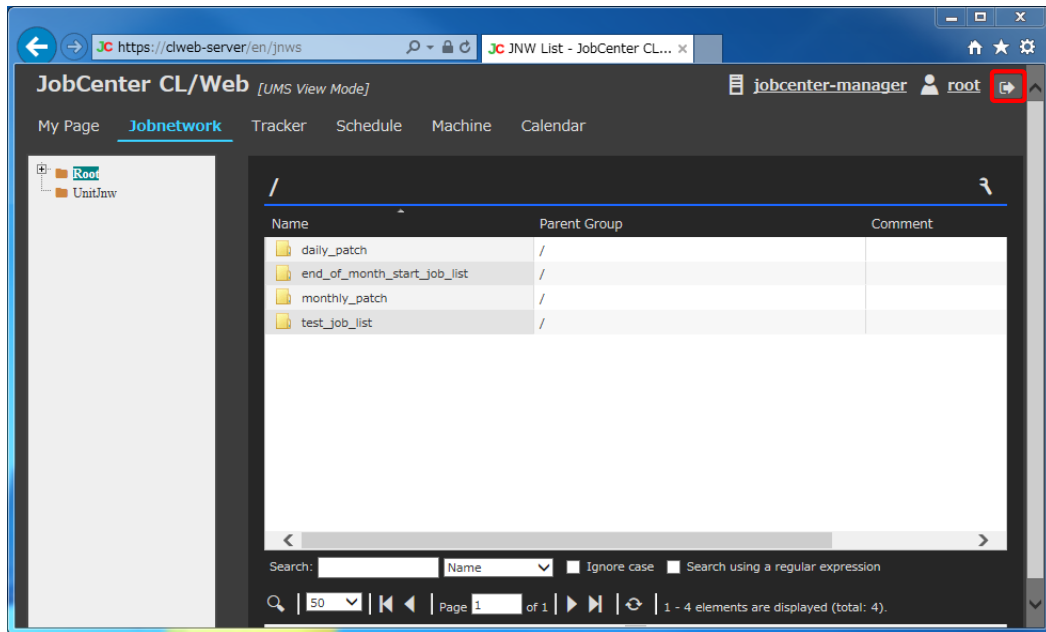 JC https://clweb-server/en/jnws
JC JNW List - JobCenter CL... ×
JobCenter CL/Web [UMS View Mode]
jobcenter-manager root
My Page Jobnetwork Tracker Schedule Machine Calendar
Root
UnitJnw
/
Name Parent Group Comment
daily_patch /
end_of_month_start_job_list /
monthly_patch /
test_job_list /
Search: Name Ignore case Search using a regular expression
50 Page 1 of 1 1 - 4 elements are displayed (total: 4).